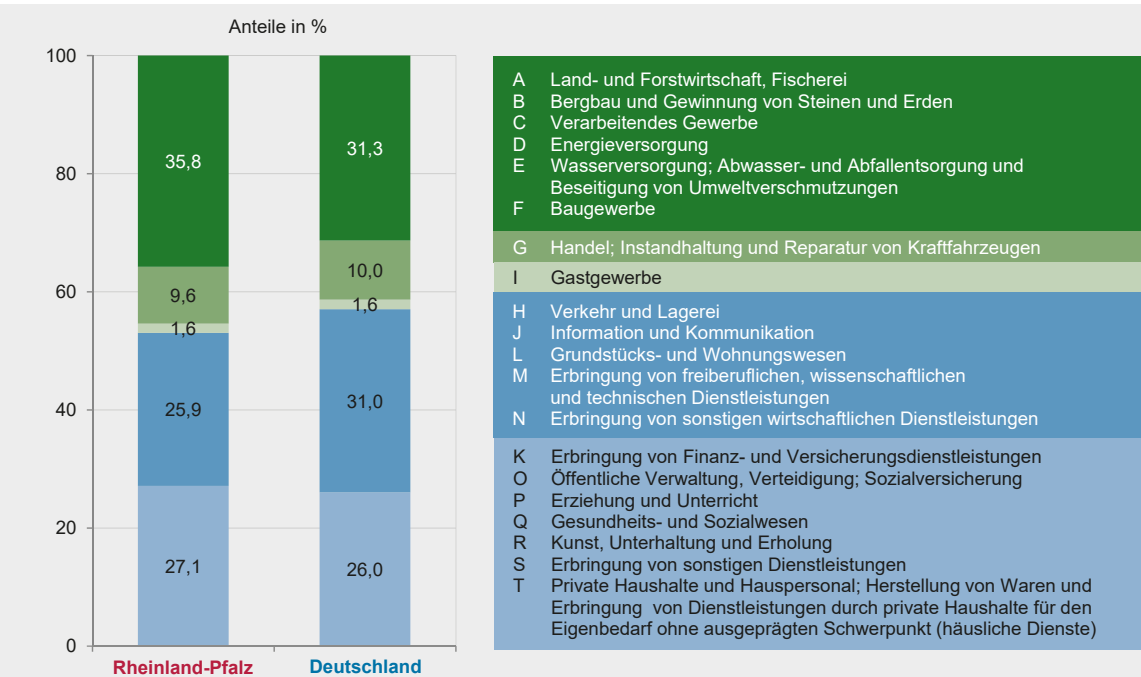 Anteile in %
100
80
60
40
20
0
35,8
9,6
1,6
25,9
27,1
31,3
10,0
1,6
31,0
26,0
Rheinland-Pfalz
Deutschland
A Land- und Forstwirtschaft, Fischerei
B Bergbau und Gewinnung von Steinen und Erden
C Verarbeitendes Gewerbe
D Energieversorgung
E Wasserversorgung; Abwasser- und Abfallentsorgung und
Beseitigung von Umweltverschmutzungen
F Baugewerbe
G Handel; Instandhaltung und Reparatur von Kraftfahrzeugen
I Gastgewerbe
H Verkehr und Lagerei
J Information und Kommunikation
L Grundstücks- und Wohnungswesen
M Erbringung von freiberuflichen, wissenschaftlichen
und technischen Dienstleistungen
N Erbringung von sonstigen wirtschaftlichen Dienstleistungen
K Erbringung von Finanz- und Versicherungsdienstleistungen
O Öffentliche Verwaltung, Verteidigung; Sozialversicherung
P Erziehung und Unterricht
Q Gesundheits- und Sozialwesen
R Kunst, Unterhaltung und Erholung
S Erbringung von sonstigen Dienstleistungen
T Private Haushalte und Hauspersonal; Herstellung von Waren und
Erbringung von Dienstleistungen durch private Haushalte für den
Eigenbedarf ohne ausgeprägten Schwerpunkt (häusliche Dienste)